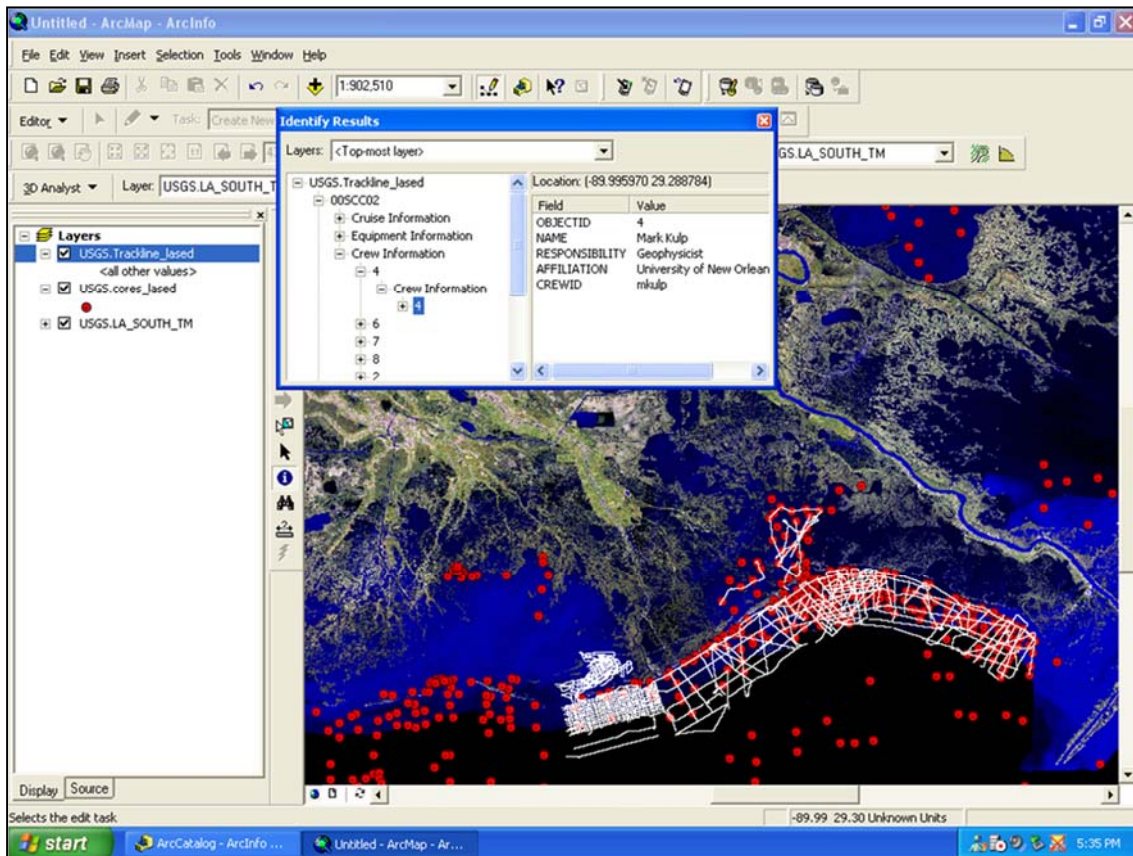 Untitled - ArcMap - ArcInfo
File Edit View Insert Selection Tools Window Help
1:902,510
Editor Task: Create New
Identify Results
Layers: <Top-most layer>
GS.LA_SOUTH_TM
3D Analyst Layer: USGS.LA_SOUTH_T
USGS.Trackline_lased
005CC02
Cruise Information
Equipment Information
Crew Information
4
Crew Information
4
6
7
8
2
Location: (-89.995970 29.288784)
Field Value
OBJECTID 4
NAME Mark Kulp
RESPONSIBILITY Geophysicist
AFFILIATION University of New Orlean
CREWID mkulp
Layers
USGS.Trackline_lased
<all other values>
USGS.cores_lased
USGS.LA_SOUTH_TM
Display Source
Selects the edit task
-89.99 29.30 Unknown Units
start
ArcCatalog - ArcInfo ...
Untitled - ArcMap - Ar...
5:35 PM